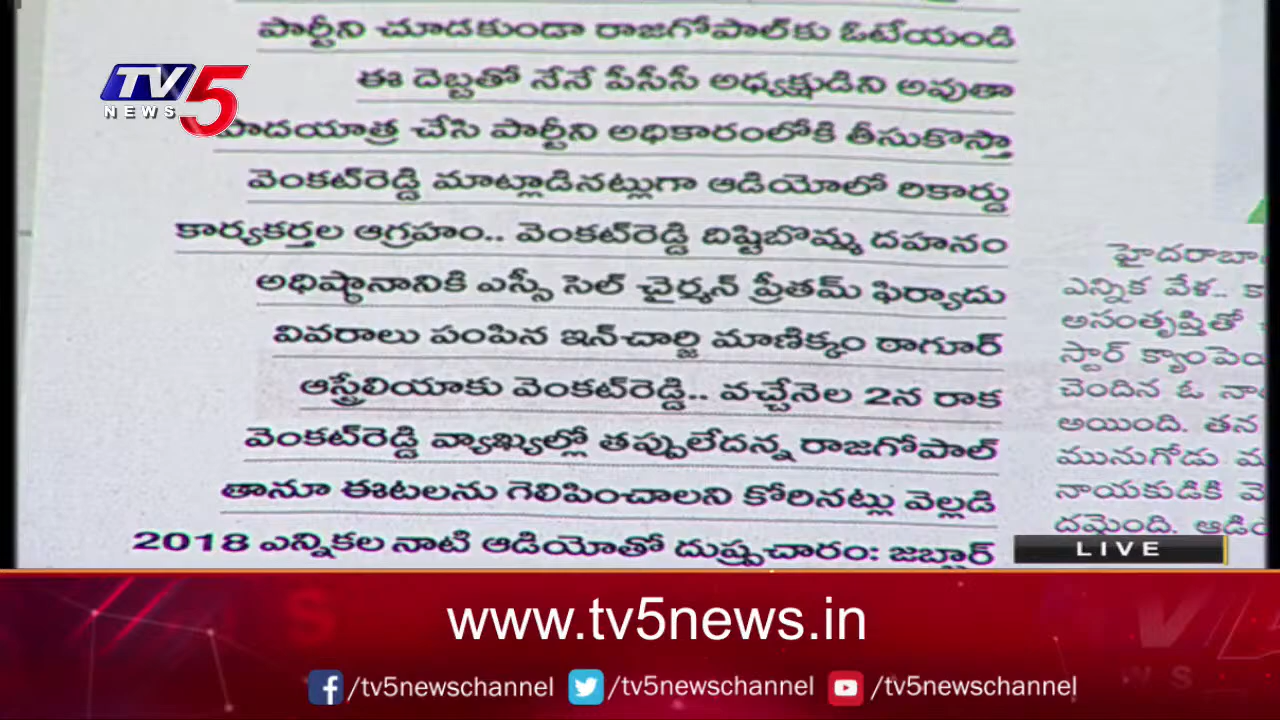 పార్టీని చూడకుండా రాజగోపాల్‌కు ఓటేయండి
ఈ దెబ్బతో నేనే పీసీసీ అధ్యక్షుడిని అవుతా
పాదయాత్ర చేసి పార్టీని అధికారంలోకి తీసుకొస్తా
వెంకట్‌రెడ్డి మాట్లాడినట్లుగా ఆడియోలో రికార్డు
కార్యకర్తల ఆగ్రహం.. వెంకట్‌రెడ్డి దిష్టిబొమ్మ దహనం
అధిష్ఠానానికి ఎస్సీ సెల్ చైర్మన్ ప్రీతమ్ ఫిర్యాదు
వివరాలు పంపిన ఇన్‌చార్జి మాణిక్కం ఠాగూర్
ఆస్ట్రేలియాకు వెంకట్‌రెడ్డి.. వచ్చేనెల 2న రాక
వెంకట్‌రెడ్డి వ్యాఖ్యల్లో తప్పులేదన్న రాజగోపాల్
తానూ ఈటలను గెలిపించాలని కోరినట్లు వెల్లడి
2018 ఎన్నికల నాటి ఆడియోతో దుష్ప్రచారం: జబ్బార్
హైదరాబా
ఎన్నిక వేళ.. కా
అసంతృప్తితో
స్టార్ క్యాంపెయి
చెందిన ఓ నా
అయింది. తన
మునుగోడు మ
నాయకుడికి వె
దమైంది. ఆడి
TV5
NEWS
LIVE
www.tv5news.in
/tv5newschannel /tv5newschannel /tv5newschannel